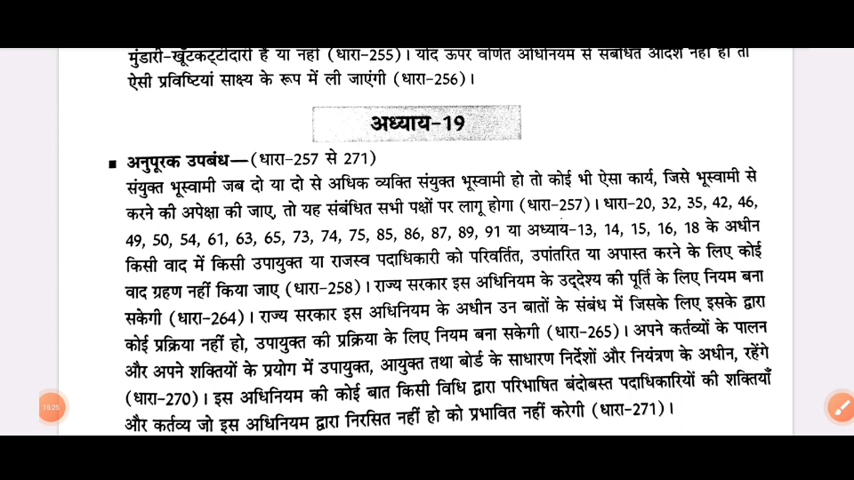 मुंडारी-खूँटकट्टीदारी है या नहीं (धारा-255)। यदि ऊपर वर्णित अधिनियम से संबंधित आदेश नहीं हो तो
ऐसी प्रविष्टियां साक्ष्य के रूप में ली जाएंगी (धारा-256)।
अध्याय-19
■ अनुपूरक उपबंध—(धारा-257 से 271)
संयुक्त भूस्वामी जब दो या दो से अधिक व्यक्ति संयुक्त भूस्वामी हो तो कोई भी ऐसा कार्य, जिसे भूस्वामी से
करने की अपेक्षा की जाए, तो यह संबंधित सभी पक्षों पर लागू होगा (धारा-257)। धारा-20, 32, 35, 42, 46,
49, 50, 54, 61, 63, 65, 73, 74, 75, 85, 86, 87, 89, 91 या अध्याय-13, 14, 15, 16, 18 के अधीन
किसी वाद में किसी उपायुक्त या राजस्व पदाधिकारी को परिवर्तित, उपांतरित या अपास्त करने के लिए कोई
वाद ग्रहण नहीं किया जाए (धारा-258)। राज्य सरकार इस अधिनियम के उद्देश्य की पूर्ति के लिए नियम बना
सकेगी (धारा-264)। राज्य सरकार इस अधिनियम के अधीन उन बातों के संबंध में जिसके लिए इसके द्वारा
कोई प्रक्रिया नहीं हो, उपायुक्त की प्रक्रिया के लिए नियम बना सकेगी (धारा-265)। अपने कर्तव्यों के पालन
और अपने शक्तियों के प्रयोग में उपायुक्त, आयुक्त तथा बोर्ड के साधारण निर्देशों और नियंत्रण के अधीन, रहेंगे
(धारा-270)। इस अधिनियम की कोई बात किसी विधि द्वारा परिभाषित बंदोबस्त पदाधिकारियों की शक्तियाँ
और कर्तव्य जो इस अधिनियम द्वारा निरसित नहीं हो को प्रभावित नहीं करेगी (धारा-271)।